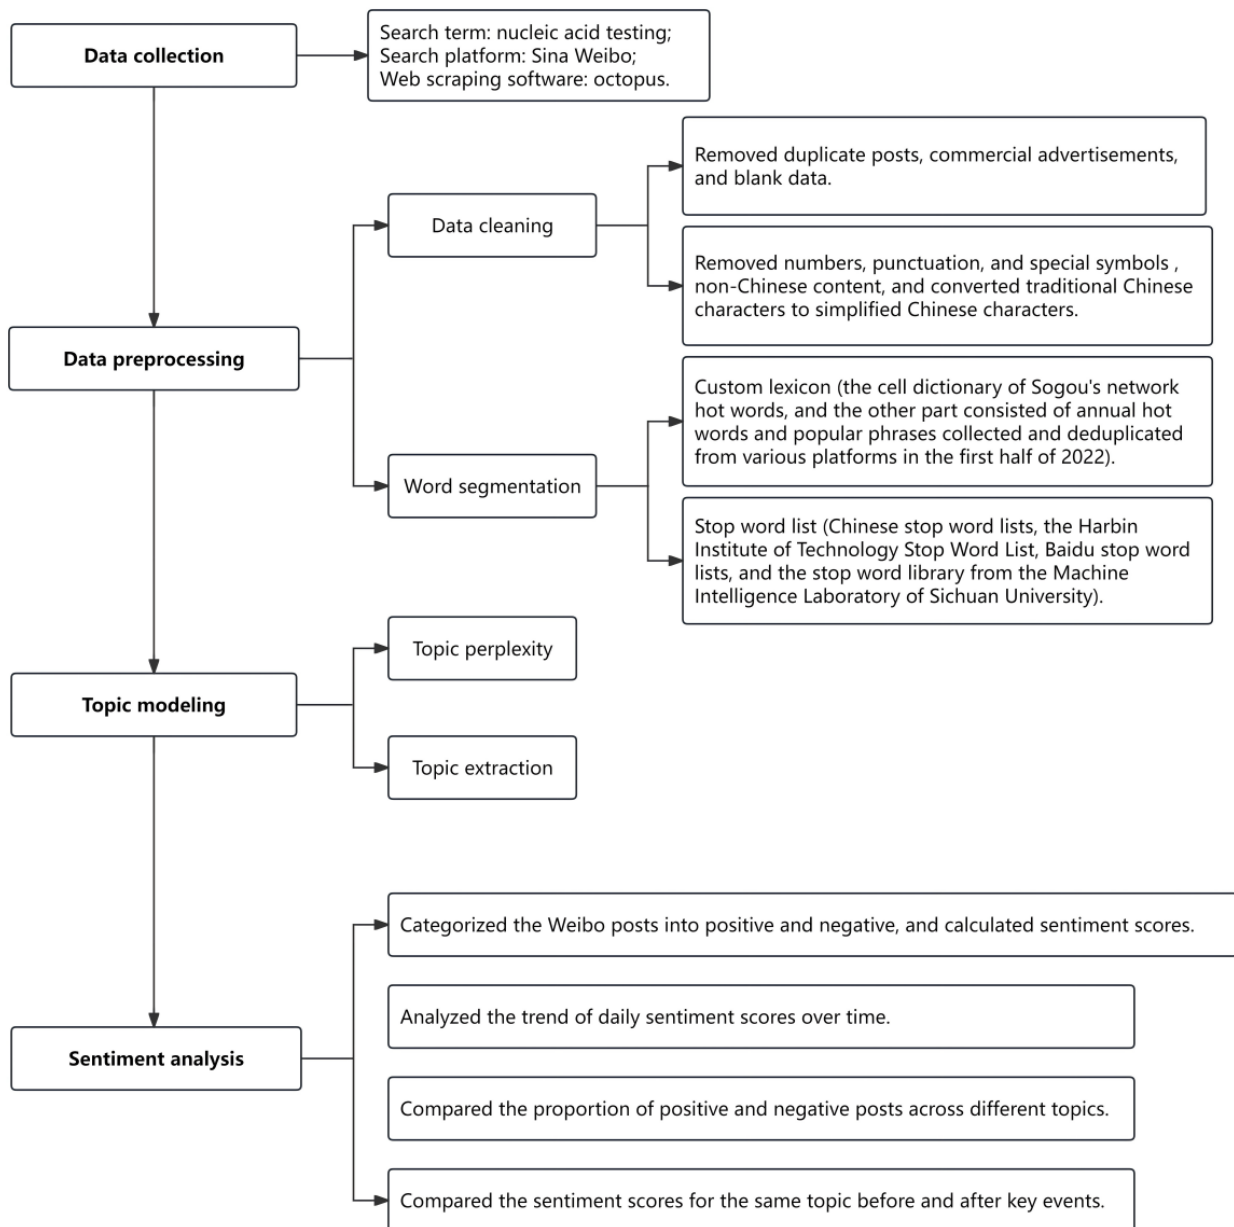 Data collection
Search term: nucleic acid testing;
Search platform: Sina Weibo;
Web scraping software: octopus.
Removed duplicate posts, commercial advertisements,
and blank data.
Data cleaning
Removed numbers, punctuation, and special symbols ,
non-Chinese content, and converted traditional Chinese
characters to simplified Chinese characters.
Data preprocessing
Custom lexicon (the cell dictionary of Sogou's network
hot words, and the other part consisted of annual hot
words and popular phrases collected and deduplicated
from various platforms in the first half of 2022).
Word segmentation
Stop word list (Chinese stop word lists, the Harbin
Institute of Technology Stop Word List, Baidu stop word
lists, and the stop word library from the Machine
Intelligence Laboratory of Sichuan University).
Topic perplexity
Topic modeling
Topic extraction
Categorized the Weibo posts into positive and negative, and calculated sentiment scores.
Analyzed the trend of daily sentiment scores over time.
Sentiment analysis
Compared the proportion of positive and negative posts across different topics.
Compared the sentiment scores for the same topic before and after key events.